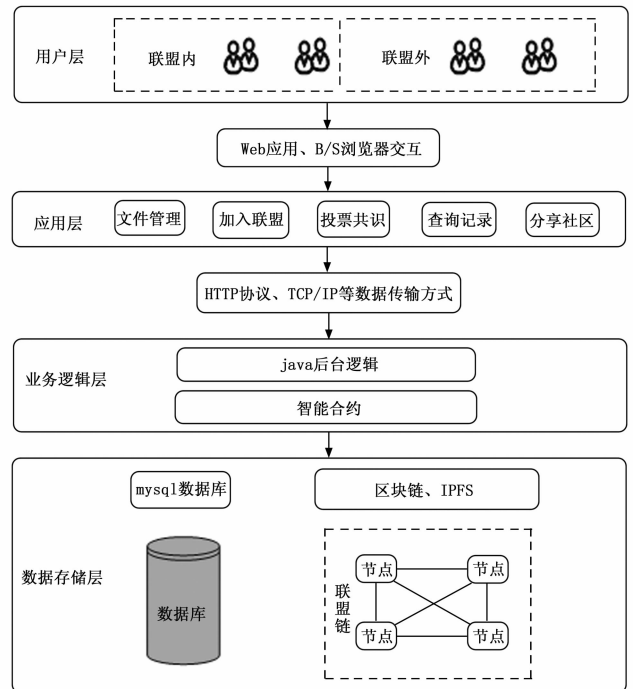 用户层
联盟内
联盟外
Web应用、B/S浏览器交互
应用层
文件管理
加入联盟
投票共识
查询记录
分享社区
HTTP协议、TCP/IP等数据传输方式
业务逻辑层
java后台逻辑
智能合约
数据存储层
mysql数据库
区块链、IPFS
数据库
联盟链
节点
节点
节点
节点